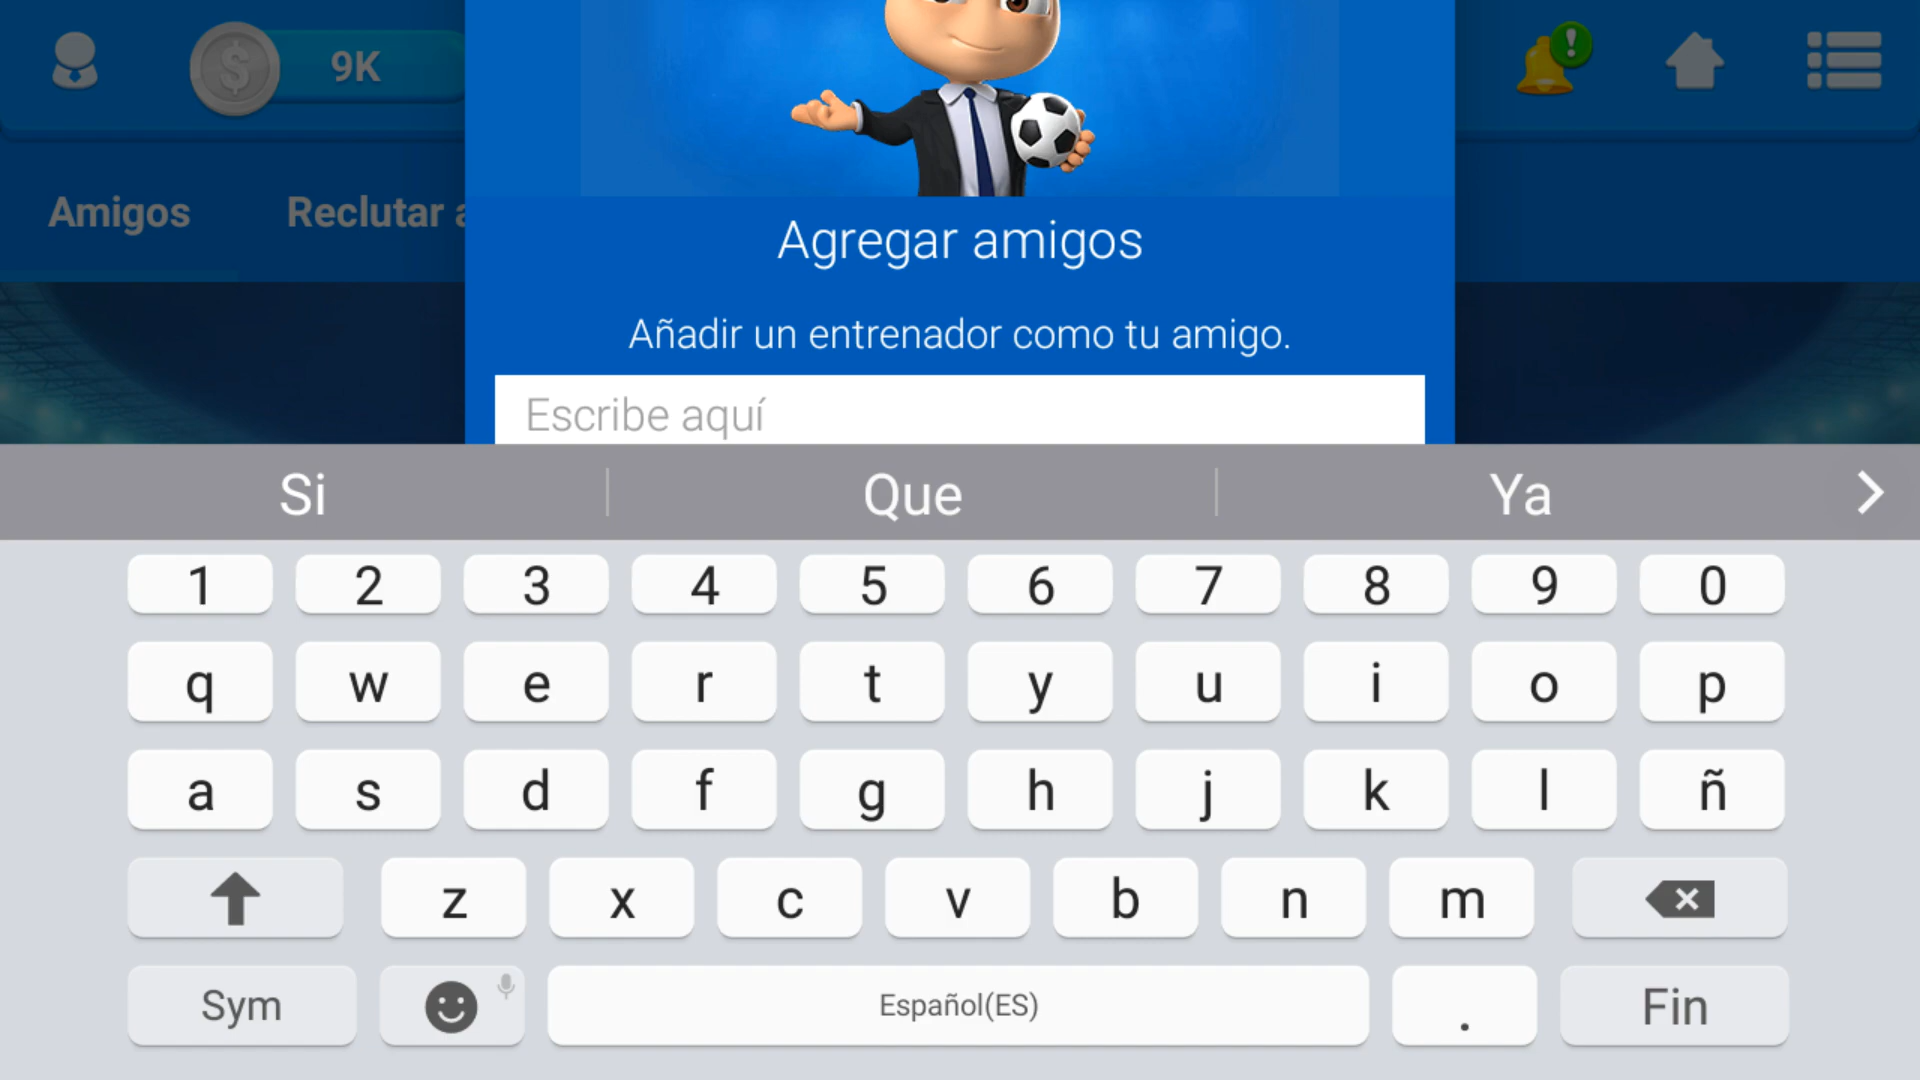 9K
Amigos
Reclutar
Agregar amigos
Añadir un entrenador como tu amigo.
Escribe aquí
Si Que Ya
1 2 3 4 5 6 7 8 9 0
q w e r t y u i o p
a s d f g h j k l ñ
z x c v b n m
Sym Español(ES) . Fin